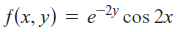 f(x, y) = e^{-2y} cos 2x